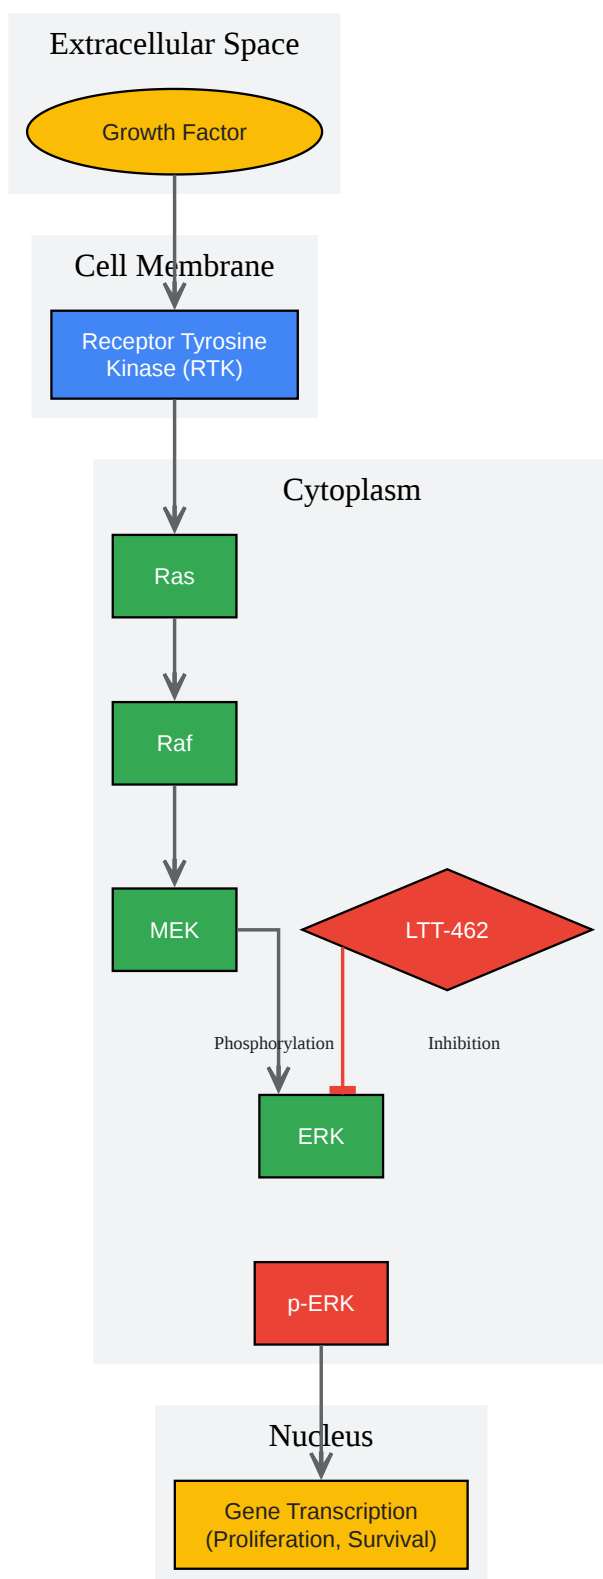 Extracellular Space
Growth Factor
Cell Membrane
Receptor Tyrosine
Kinase (RTK)
Cytoplasm
Ras
Raf
MEK
LTT-462
Phosphorylation
Inhibition
ERK
p-ERK
Nucleus
Gene Transcription
(Proliferation, Survival)